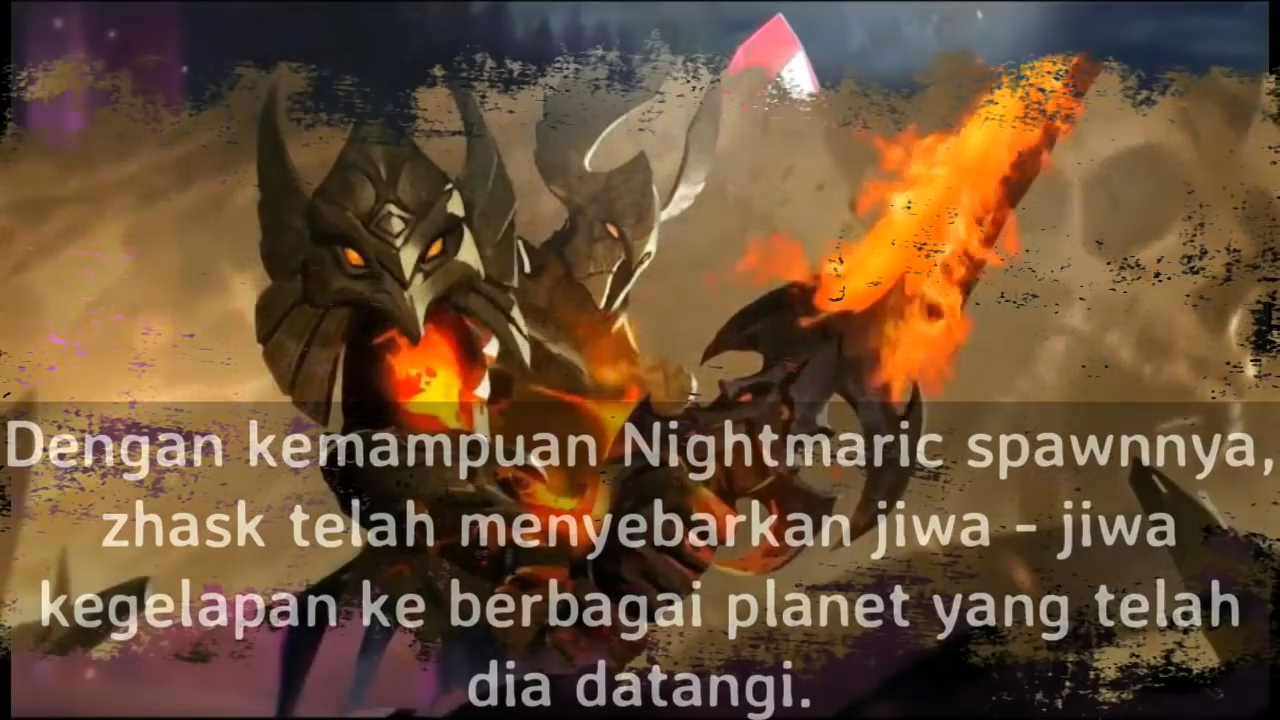 Dengan kemampuan Nightmaric spawnnya,
zhask telah menyebarkan jiwa - jiwa
kegelapan ke berbagai planet yang telah
dia datangi.